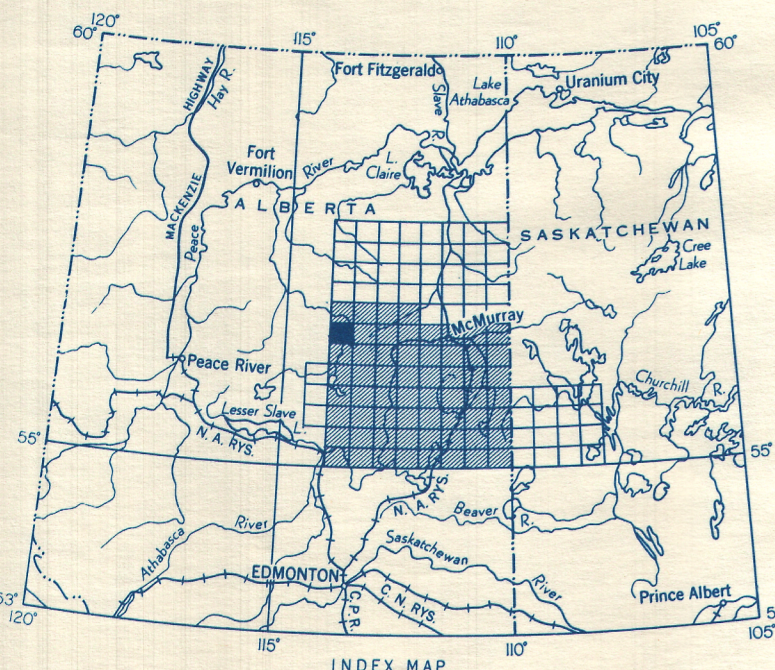 120°
60°
115°
110°
105°
60°
HIGHWAY
Hay R.
Fort Fitzgerald
Slave R.
Lake
Athabasca
Uranium City
Fort
Vermilion
River
L.
Claire
MACKENZIE
Peace
ALBERTA
SASKATCHEWAN
Cree
Lake
McMurray
Peace River
Churchill R.
Lesser Slave L.
N. A. RYS.
55°
55°
N. A. RYS.
Beaver R.
Athabasca River
Saskatchewan River
EDMONTON
C. P. R.
C. N. RYS.
Prince Albert
53°
120°
115°
110°
5
105°
INDEX MAP